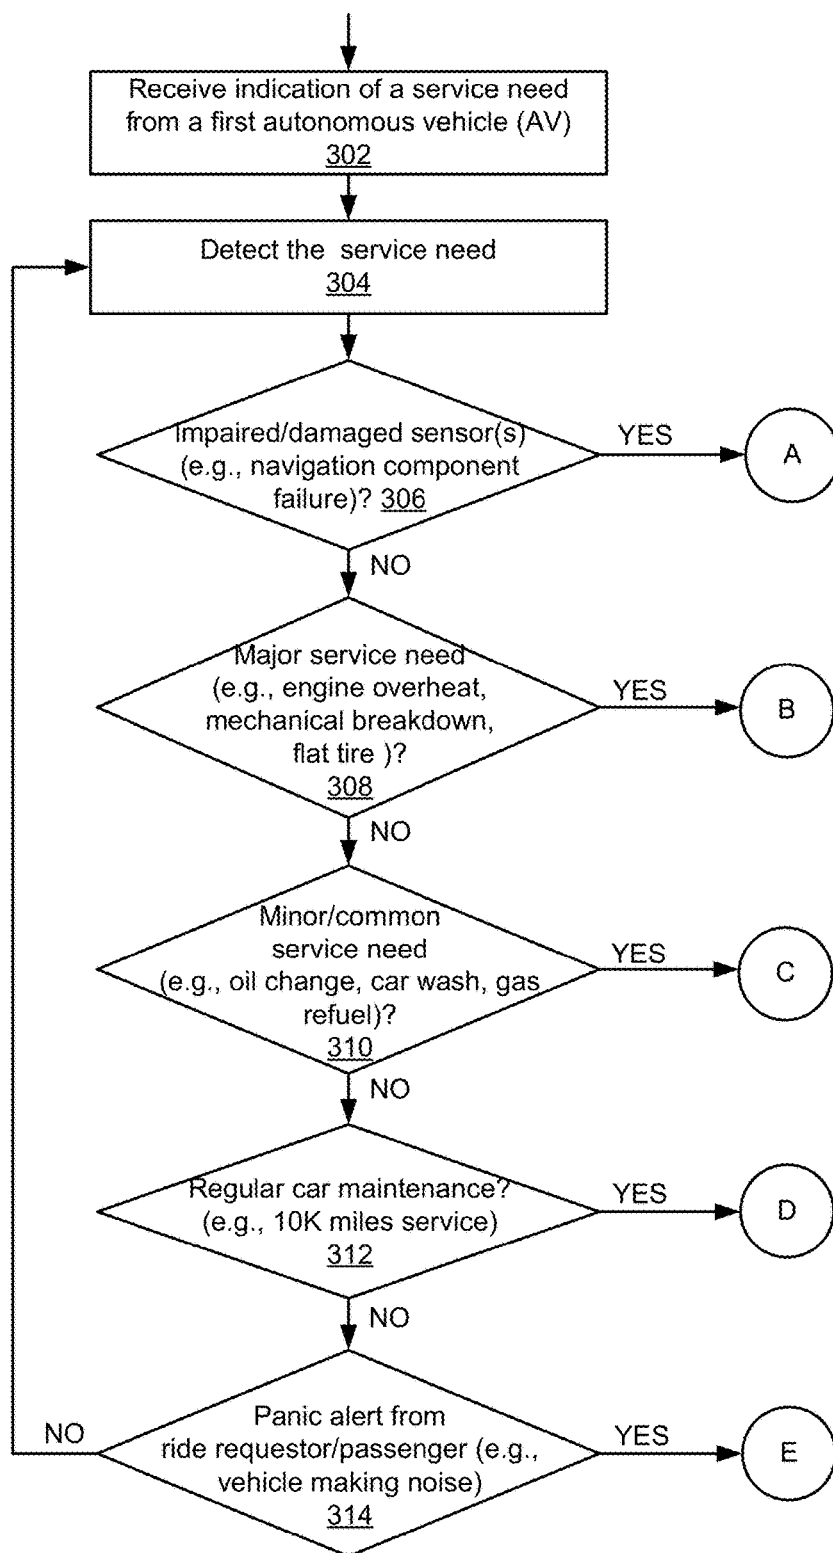 Receive indication of a service need
from a first autonomous vehicle (AV)
302
Detect the service need
304
Impaired/damaged sensor(s)
(e.g., navigation component
failure)? 306
YES
A
NO
Major service need
(e.g., engine overheat,
mechanical breakdown,
flat tire )?
308
YES
B
NO
Minor/common
service need
(e.g., oil change, car wash, gas
refuel)?
310
YES
C
NO
Regular car maintenance?
(e.g., 10K miles service)
312
YES
D
NO
Panic alert from
ride requestor/passenger (e.g.,
vehicle making noise)
314
YES
E
NO